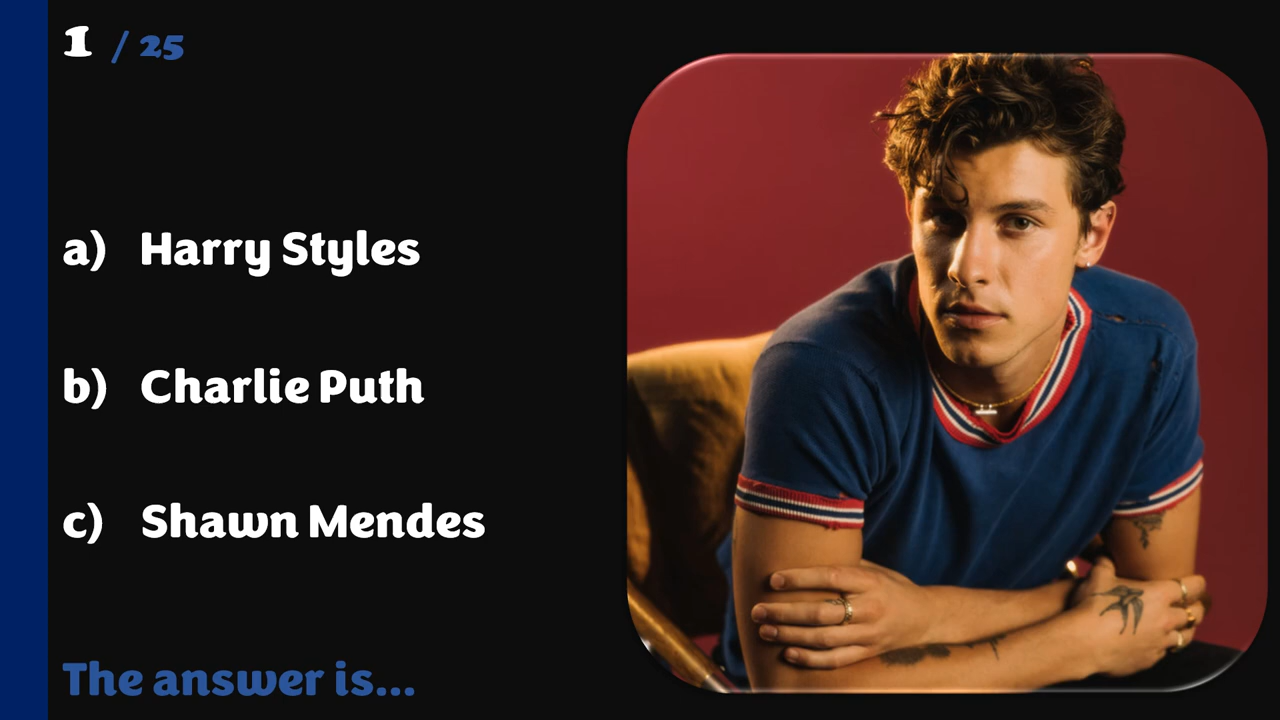 1 / 25
a) Harry Styles
b) Charlie Puth
c) Shawn Mendes
The answer is...